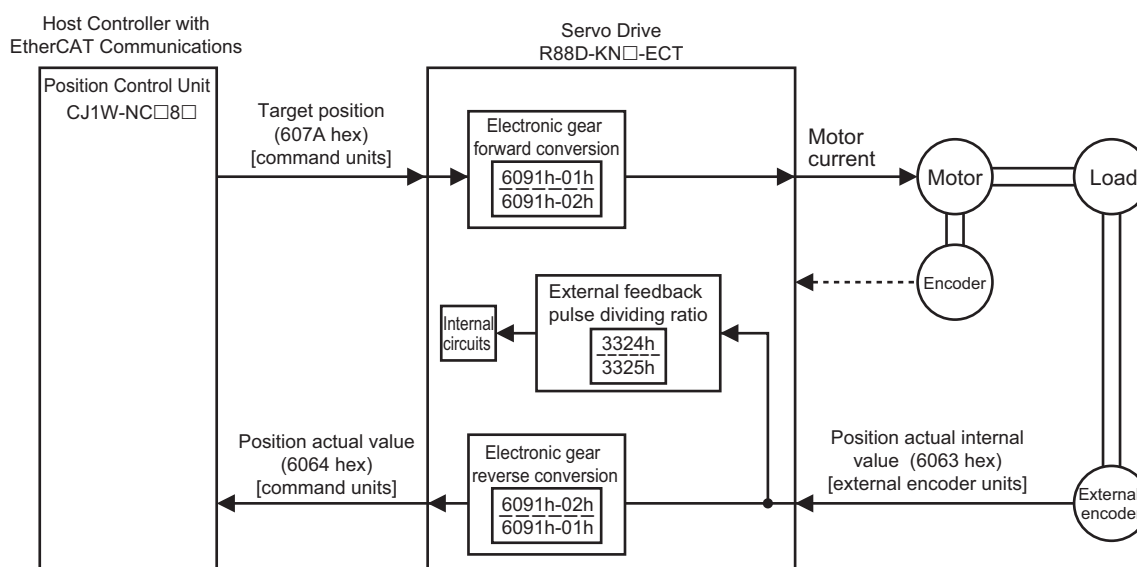 Host Controller with
EtherCAT Communications
Position Control Unit
CJ1W-NC□8□
Servo Drive
R88D-KN□-ECT
Target position
(607A hex)
[command units]
Electronic gear
forward conversion
6091h-01h
6091h-02h
Motor
current
Motor
Load
Encoder
External feedback
pulse dividing ratio
3324h
3325h
Internal
circuits
Position actual value
(6064 hex)
[command units]
Electronic gear
reverse conversion
6091h-02h
6091h-01h
Position actual internal
value (6063 hex)
[external encoder units]
External
encoder